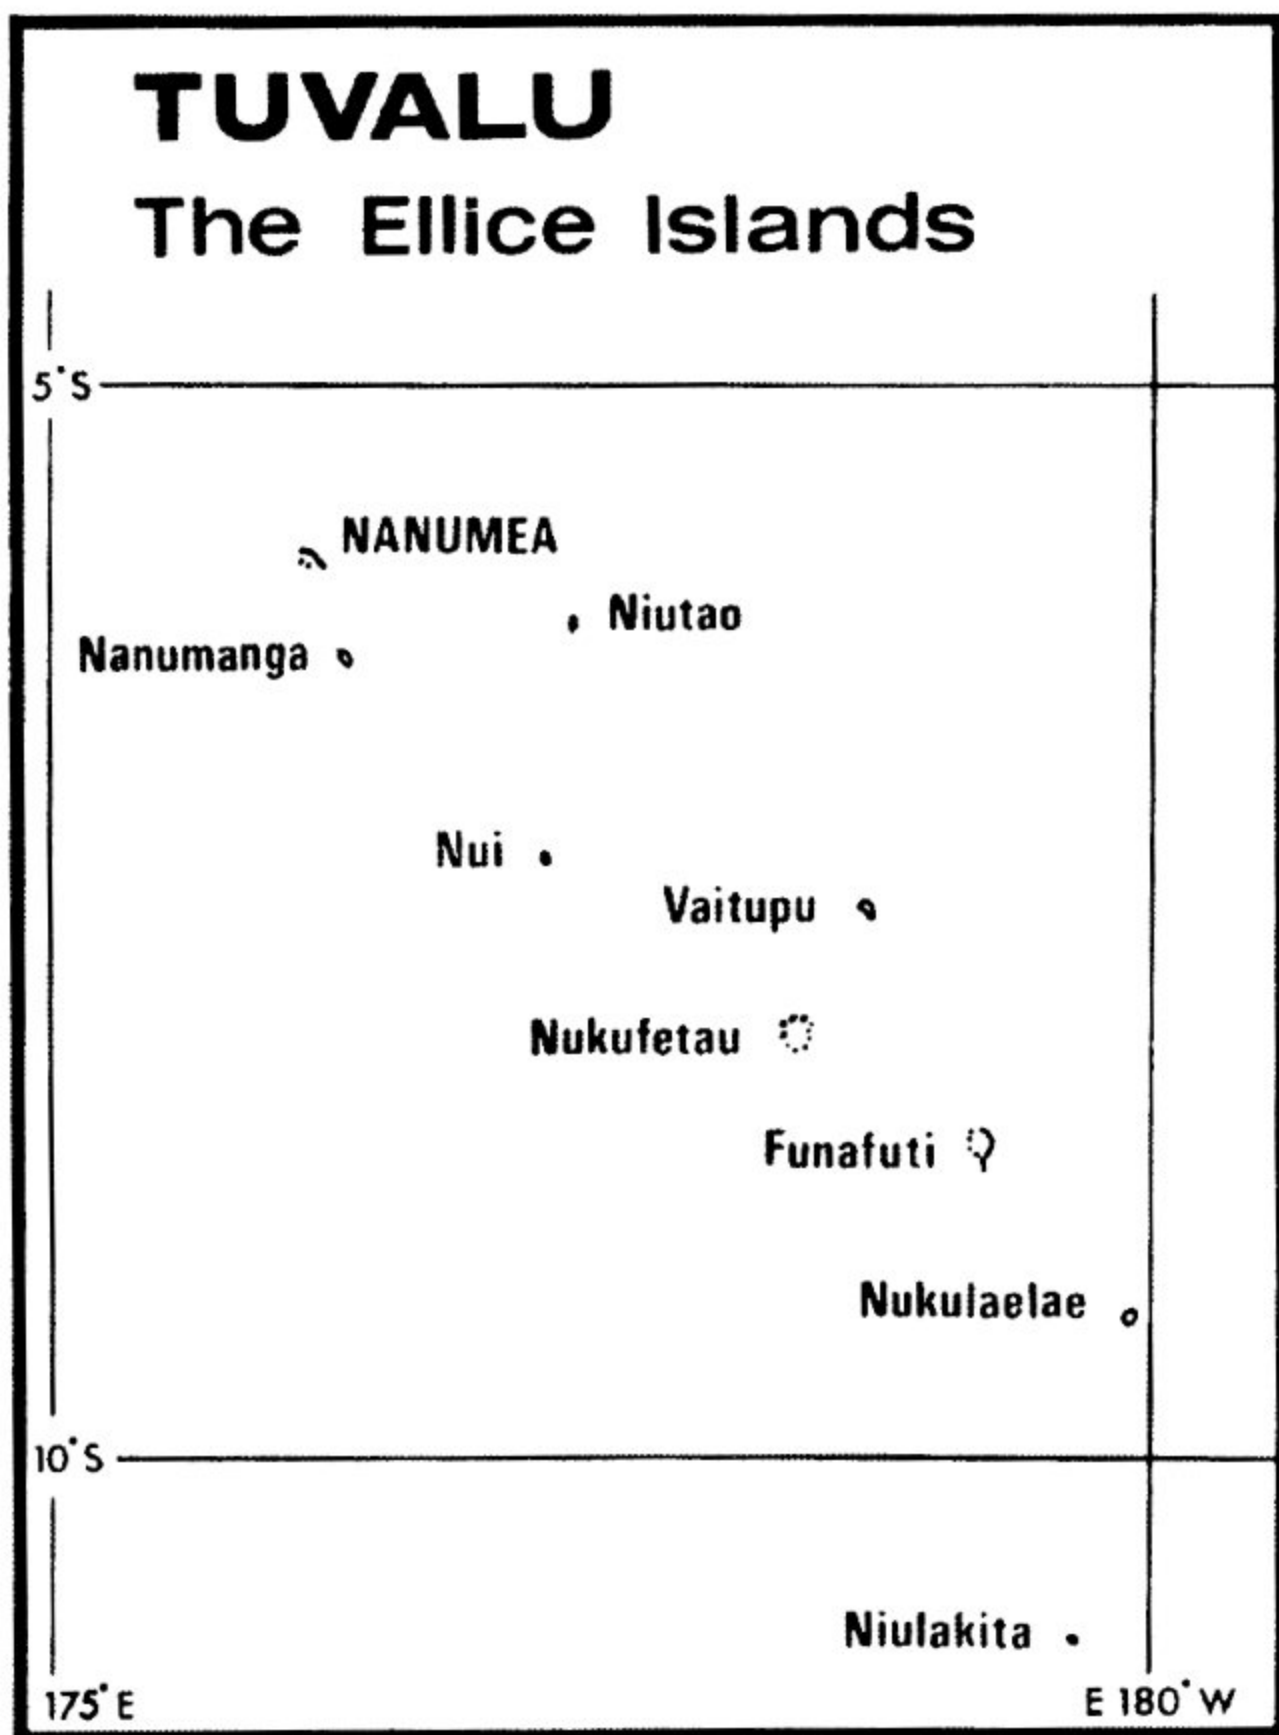 TUVALU
The Ellice Islands
5°S
NANUMEA
Niutao
Nanumanga
Nui
Vaitupu
Nukufetau
Funafuti
Nukulaelae
10°S
Niulakita
175°E
E 180° W